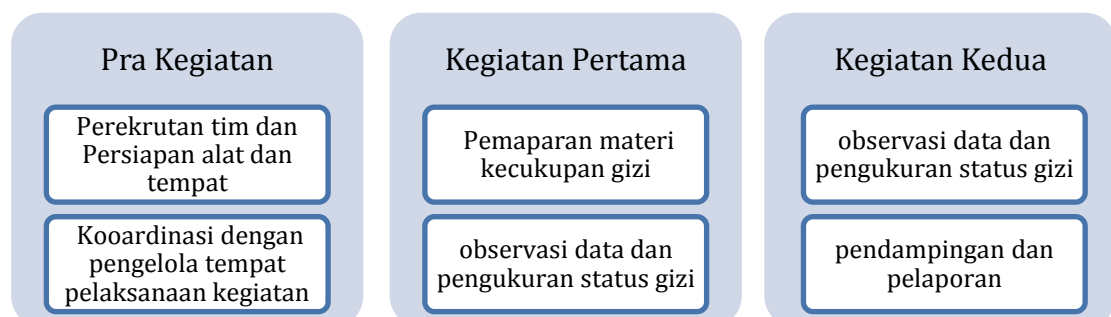 Pra Kegiatan
Perekrutan tim dan
Persiapan alat dan
tempat
Kooardinasi dengan
pengelola tempat
pelaksanaan kegiatan
Kegiatan Pertama
Pemaparan materi
kecukupan gizi
observasi data dan
pengukuran status gizi
Kegiatan Kedua
observasi data dan
pengukuran status gizi
pendampingan dan
pelaporan